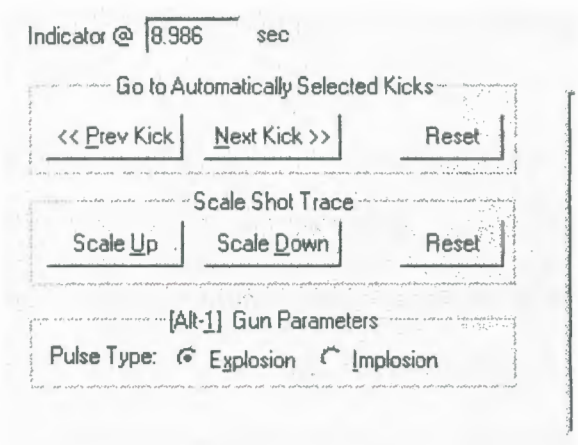 Indicator @ 8.986 sec
Go to Automatically Selected Kicks
<< Prev Kick Next Kick >> Reset
Scale Shot Trace
Scale Up Scale Down Reset
[Alt-1] Gun Parameters
Pulse Type: Explosion Implosion